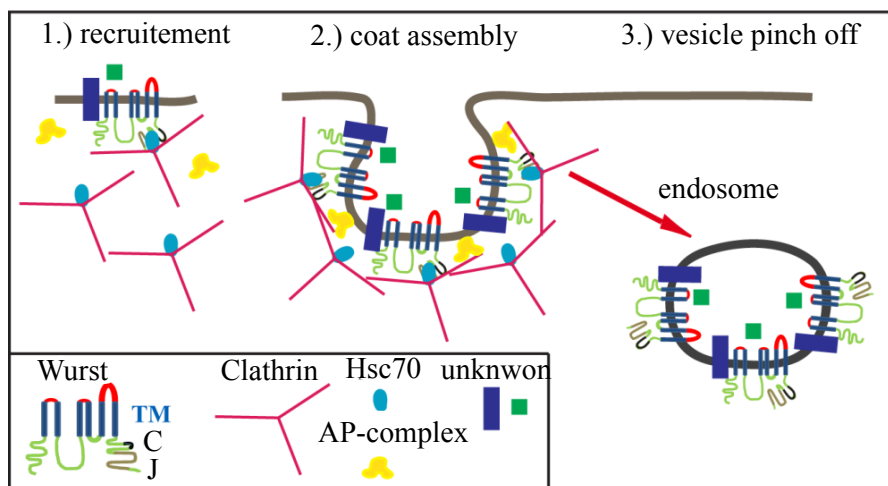 1.) recruitement 2.) coat assembly 3.) vesicle pinch off
endosome
Wurst Clathrin Hsc70 unknwon
TM
AP-complex
C
J